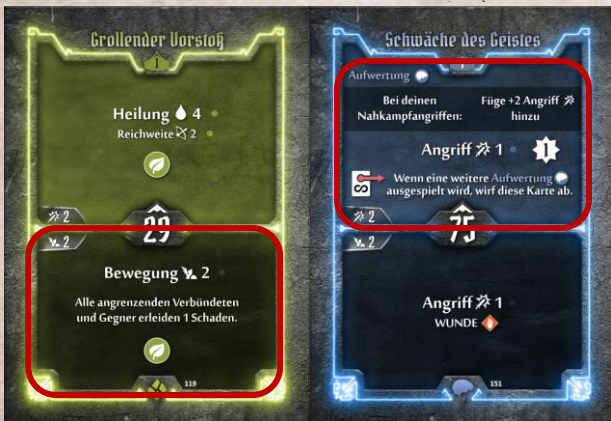 Grollender Vorstoß
1
Heilung 4
Reichweite 2
2
29
2
Bewegung 2
Alle angrenzenden Verbündeten
und Gegner erleiden 1 Schaden.
119
Schwäche des Geistes
1
Aufwertung
Bei deinen
Nahkampfangriffen:
Füge +2 Angriff
hinzu
Angriff 1
1
S
Wenn eine weitere Aufwertung
ausgespielt wird, wirf diese Karte ab.
2
75
2
Angriff 1
WUNDE
151